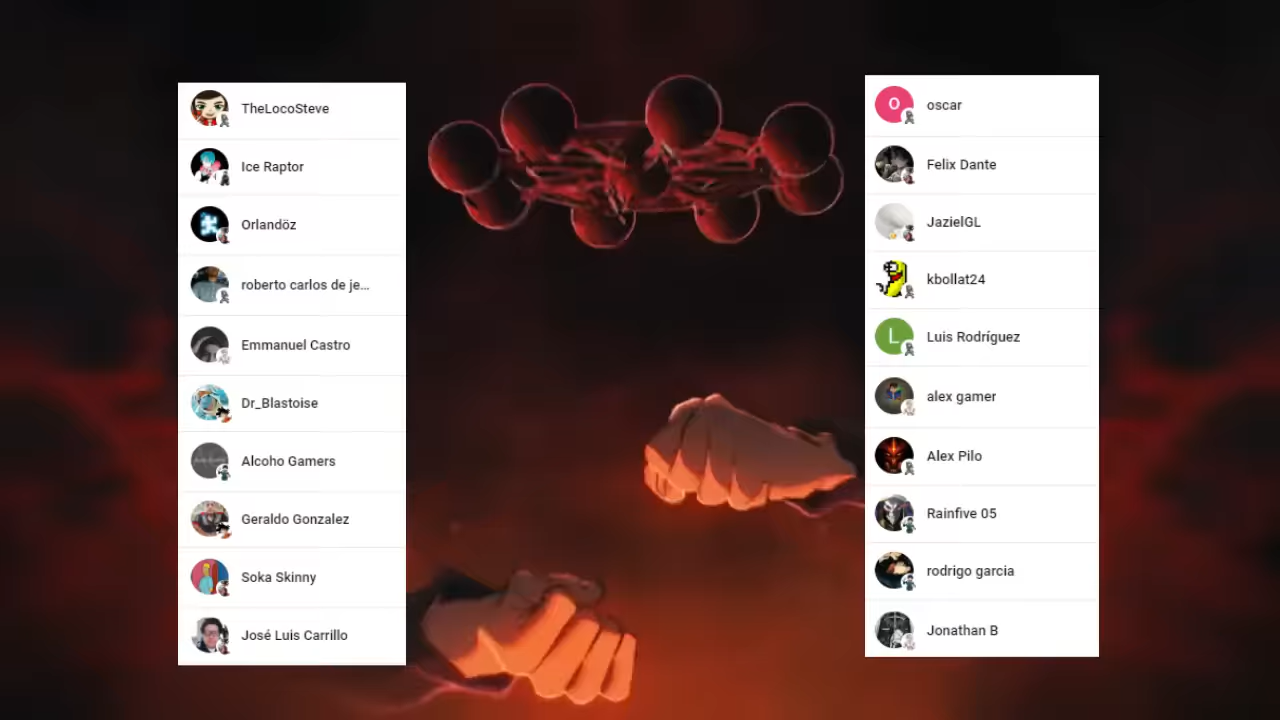 TheLocoSteve
Ice Raptor
Orlandöz
roberto carlos de je...
Emmanuel Castro
Dr_Blastoise
Alcoho Gamers
Geraldo Gonzalez
Soka Skinny
José Luis Carrillo
O
oscar
Felix Dante
JazielGL
kbollat24
L
Luis Rodríguez
alex gamer
Alex Pilo
Rainfive 05
rodrigo garcia
Jonathan B